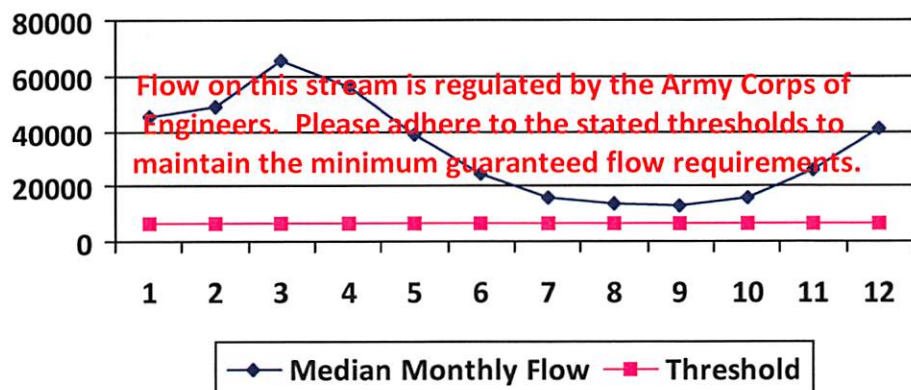 80000
60000
40000
20000
0
Flow on this stream is regulated by the Army Corps of
Engineers. Please adhere to the stated thresholds to
maintain the minimum guaranteed flow requirements.
1 2 3 4 5 6 7 8 9 10 11 12
Median Monthly Flow Threshold